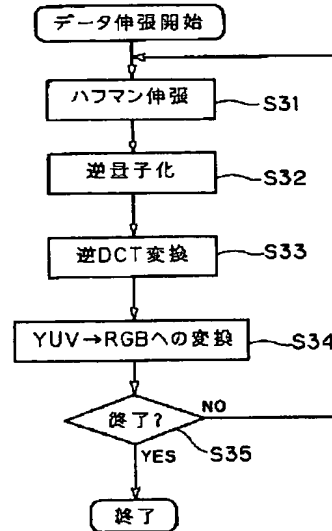 データ伸張開始
ハフマン伸張
S31
逆量子化
S32
逆DCT変換
S33
YUV→RGBへの変換
S34
終了?
NO
S35
YES
終了